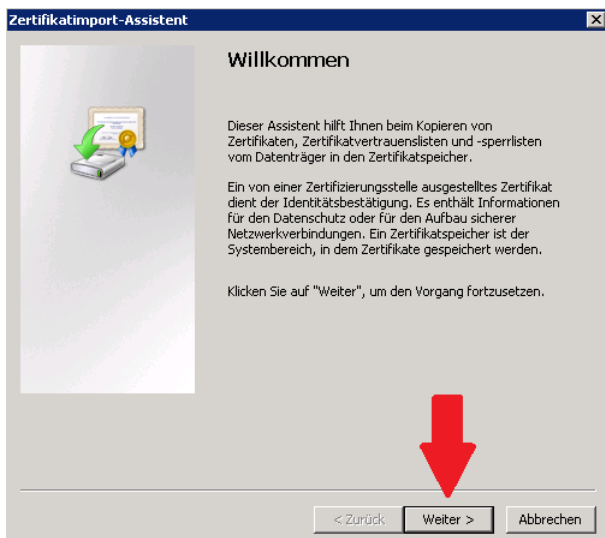 Zertifikatimport-Assistent
Willkommen
Dieser Assistent hilft Ihnen beim Kopieren von
Zertifikaten, Zertifikatvertrauenslisten und -sperrlisten
vom Datenträger in den Zertifikatspeicher.
Ein von einer Zertifizierungsstelle ausgestelltes Zertifikat
dient der Identitätsbestätigung. Es enthält Informationen
für den Datenschutz oder für den Aufbau sicherer
Netzwerkverbindungen. Ein Zertifikatspeicher ist der
Systembereich, in dem Zertifikate gespeichert werden.
Klicken Sie auf "Weiter", um den Vorgang fortzusetzen.
< Zurück Weiter > Abbrechen